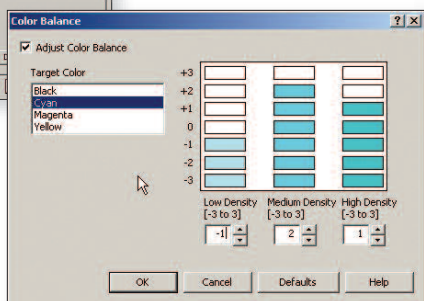 Color Balance
Adjust Color Balance
Target Color
Black
Cyan
Magenta
Yellow
+3
+2
+1
0
-1
-2
-3
Low Density Medium Density High Density
[-3 to 3] [-3 to 3] [-3 to 3]
-1 2 1
OK Cancel Defaults Help